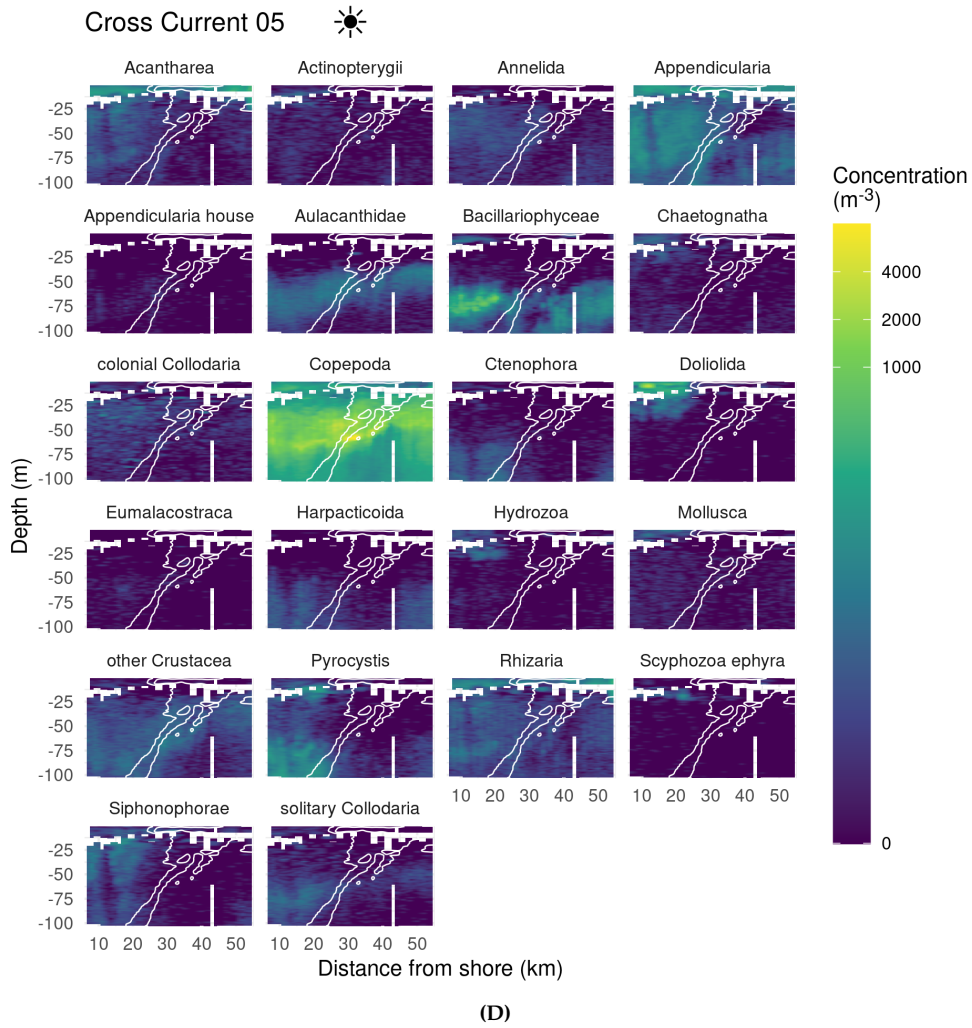 Cross Current 05
Acantharea Actinopterygii Annelida Appendicularia
-25
-50
-75
-100
Concentration
(m-3)
4000
2000
1000
0
Appendicularia house Aulacanthidae Bacillariophyceae Chaetognatha
-25
-50
-75
-100
colonial Collodaria Copepoda Ctenophora Doliolida
-25
-50
-75
-100
Depth (m)
Eumalacostraca Harpacticoida Hydrozoa Mollusca
-25
-50
-75
-100
other Crustacea Pyrocystis Rhizaria Scyphozoa ephyra
-25
-50
-75
-100
10 20 30 40 50 10 20 30 40 50
Siphonophorae solitary Collodaria
-25
-50
-75
-100
10 20 30 40 50 10 20 30 40 50
Distance from shore (km)
(D)